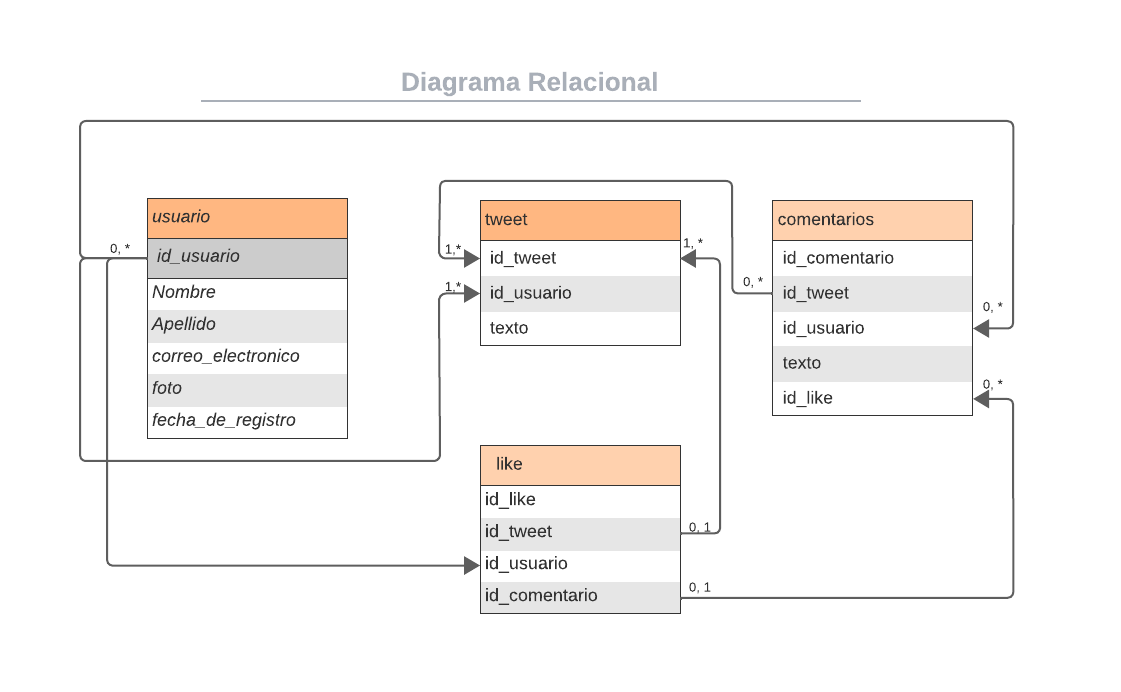 Diagrama Relacional
usuario
0, *
id_usuario
Nombre
Apellido
correo_electronico
foto
fecha_de_registro
tweet
1,*
id_tweet
1, *
1,*
id_usuario
texto
comentarios
id_comentario
0, *
id_tweet
0, *
id_usuario
texto
0, *
id_like
like
id_like
id_tweet
0, 1
id_usuario
id_comentario
0, 1